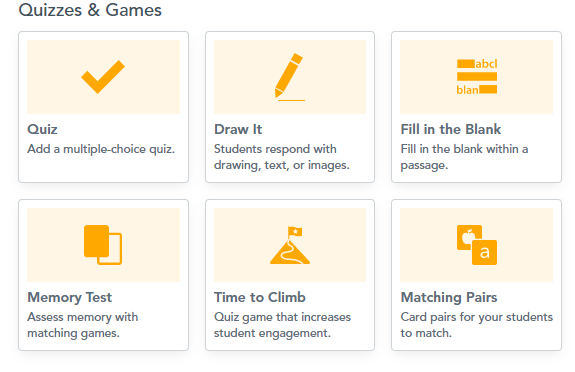 Quizzes & Games
abcl
blan
Quiz
Add a multiple-choice quiz.
Draw It
Students respond with
drawing, text, or images.
Fill in the Blank
Fill in the blank within a
passage.
a
Memory Test
Assess memory with
matching games.
Time to Climb
Quiz game that increases
student engagement.
Matching Pairs
Card pairs for your students
to match.